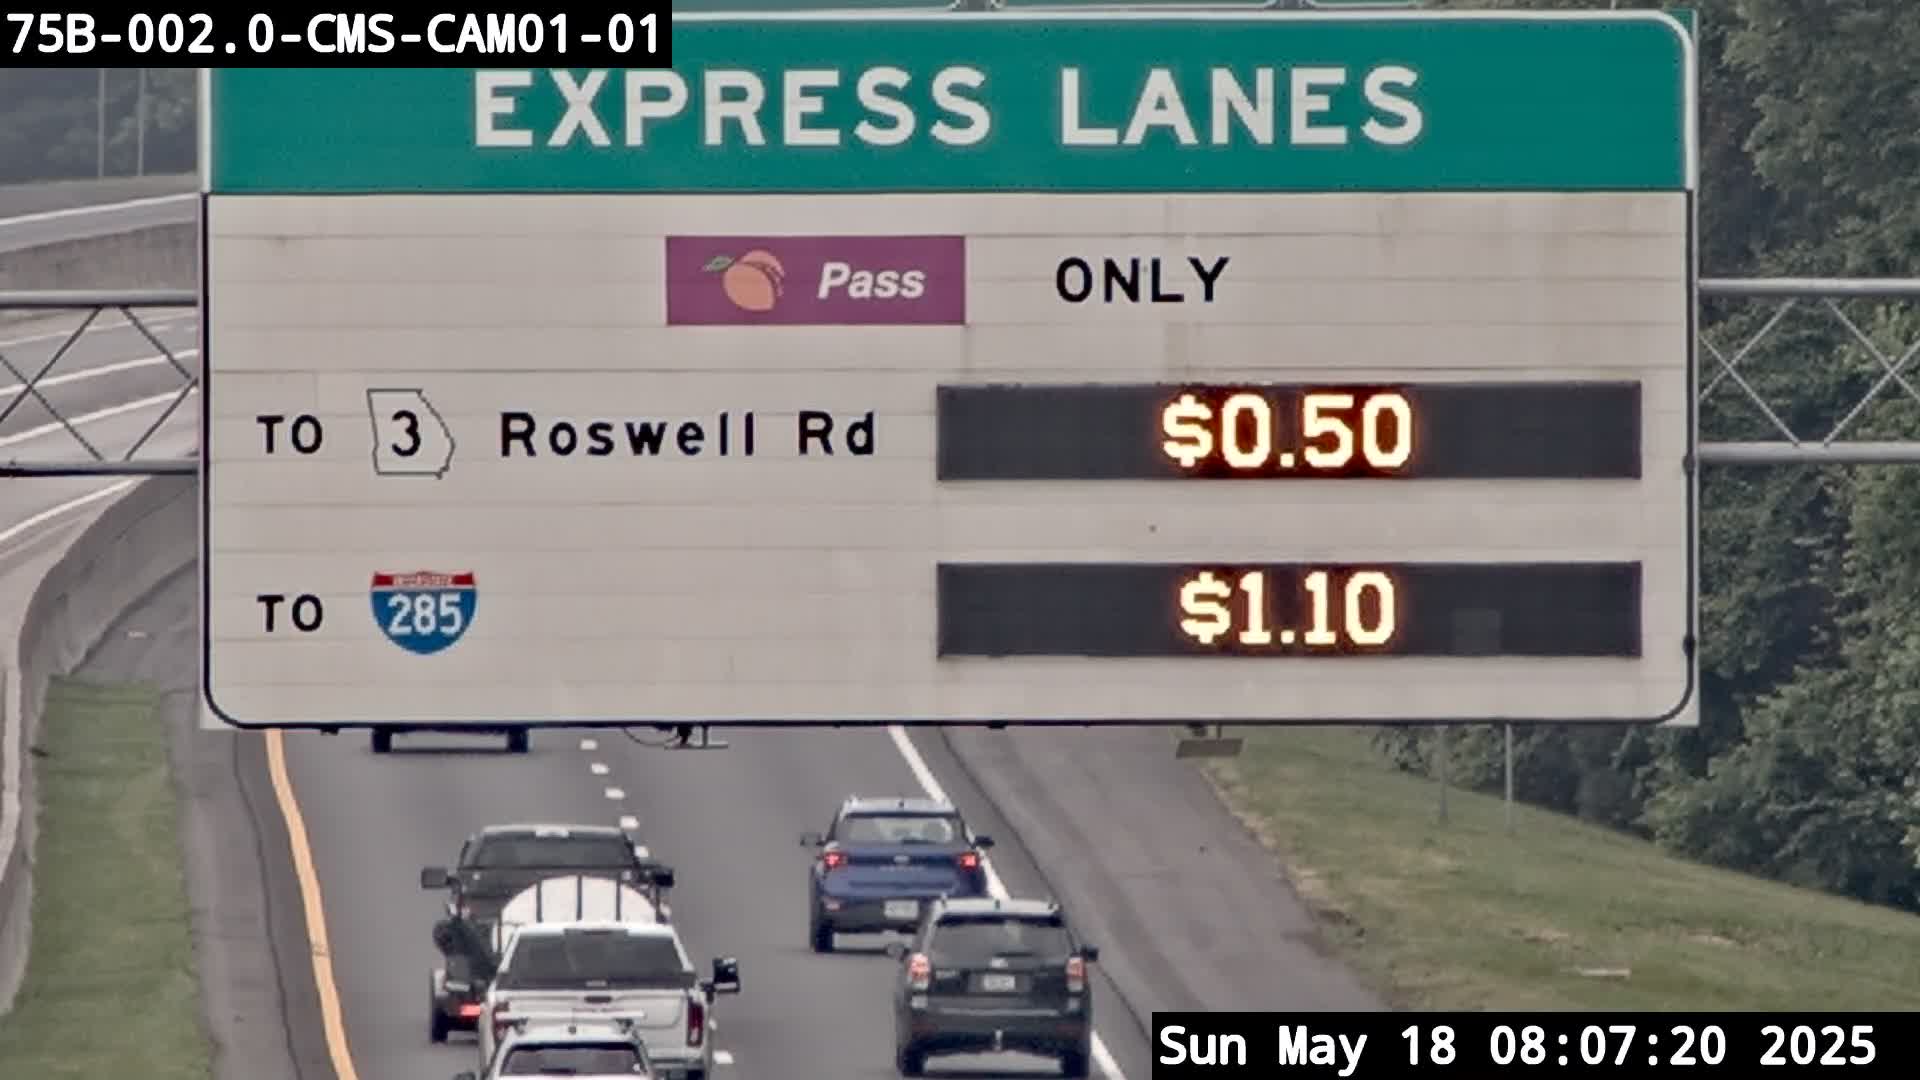 75B-002.0-CMS-CAM01-01
EXPRESS LANES
Pass ONLY
TO 3 Roswell Rd $0.50
INTERSTATE
TO 285 $1.10
Sun May 18 08:07:20 2025